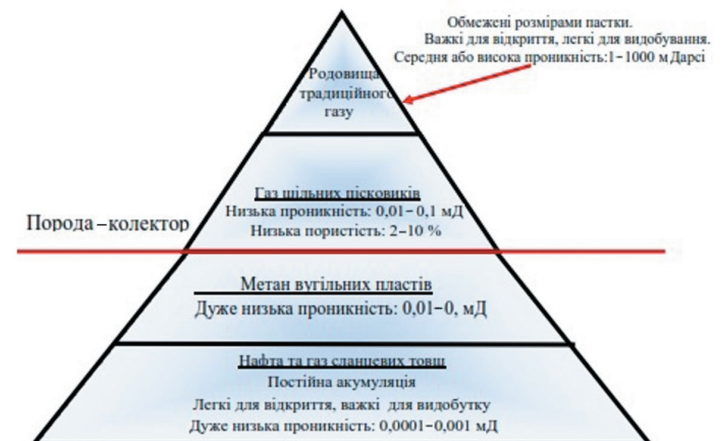 Обмежені розмірами пастки.
Важкі для відкриття, легкі для видобування.
Середня або висока проникність:1-1000 мДарсі
Родовища
традиційного
газу
Газ щільних пісковиків
Низька проникність: 0,01-0,1 мД
Низька пористість: 2-10 %
Порода-колектор
Метан вугільних пластів
Дуже низька проникність: 0,01-0, мД
Нафта та газ сланцевих товщ
Постійна акумуляція
Легкі для відкриття, важкі для видобутку
Дуже низька проникність: 0,0001-0,001 мД